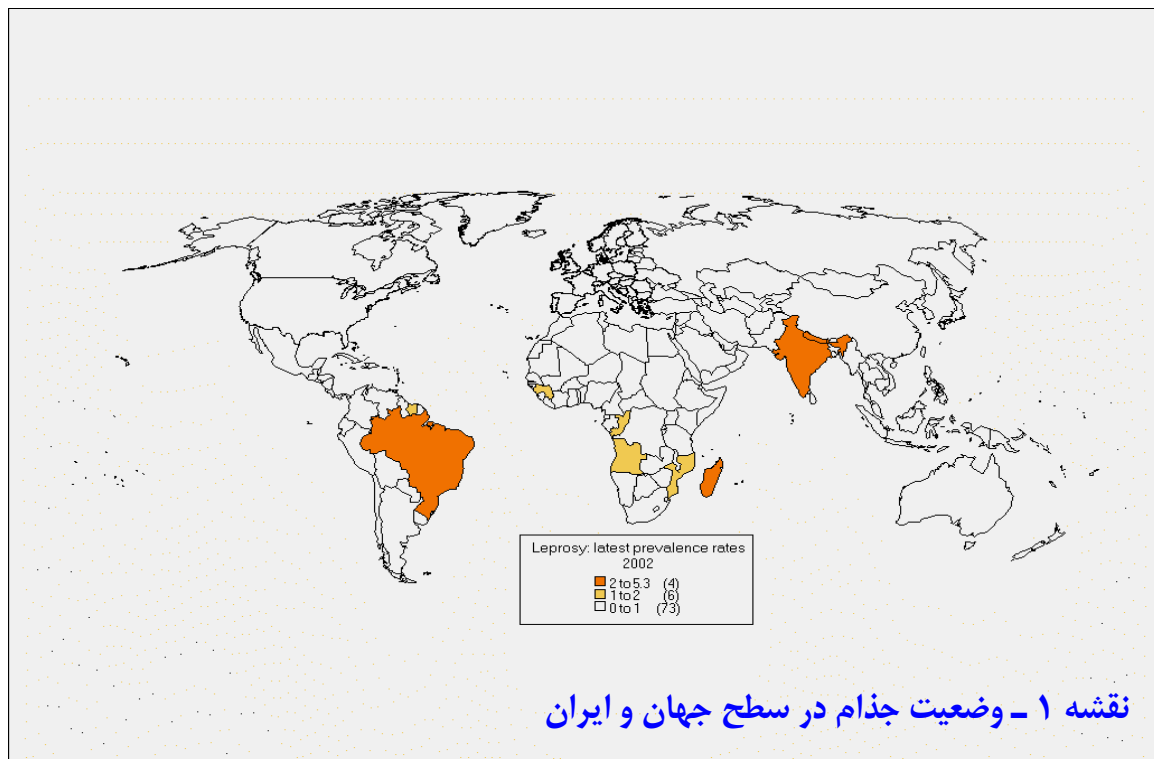 Leprosy: latest prevalence rates
2002
2 to 5.3 (4)
1 to 2 (6)
0 to 1 (73)
نقشه ۱ ـ وضعیت جذام در سطح جهان و ایران